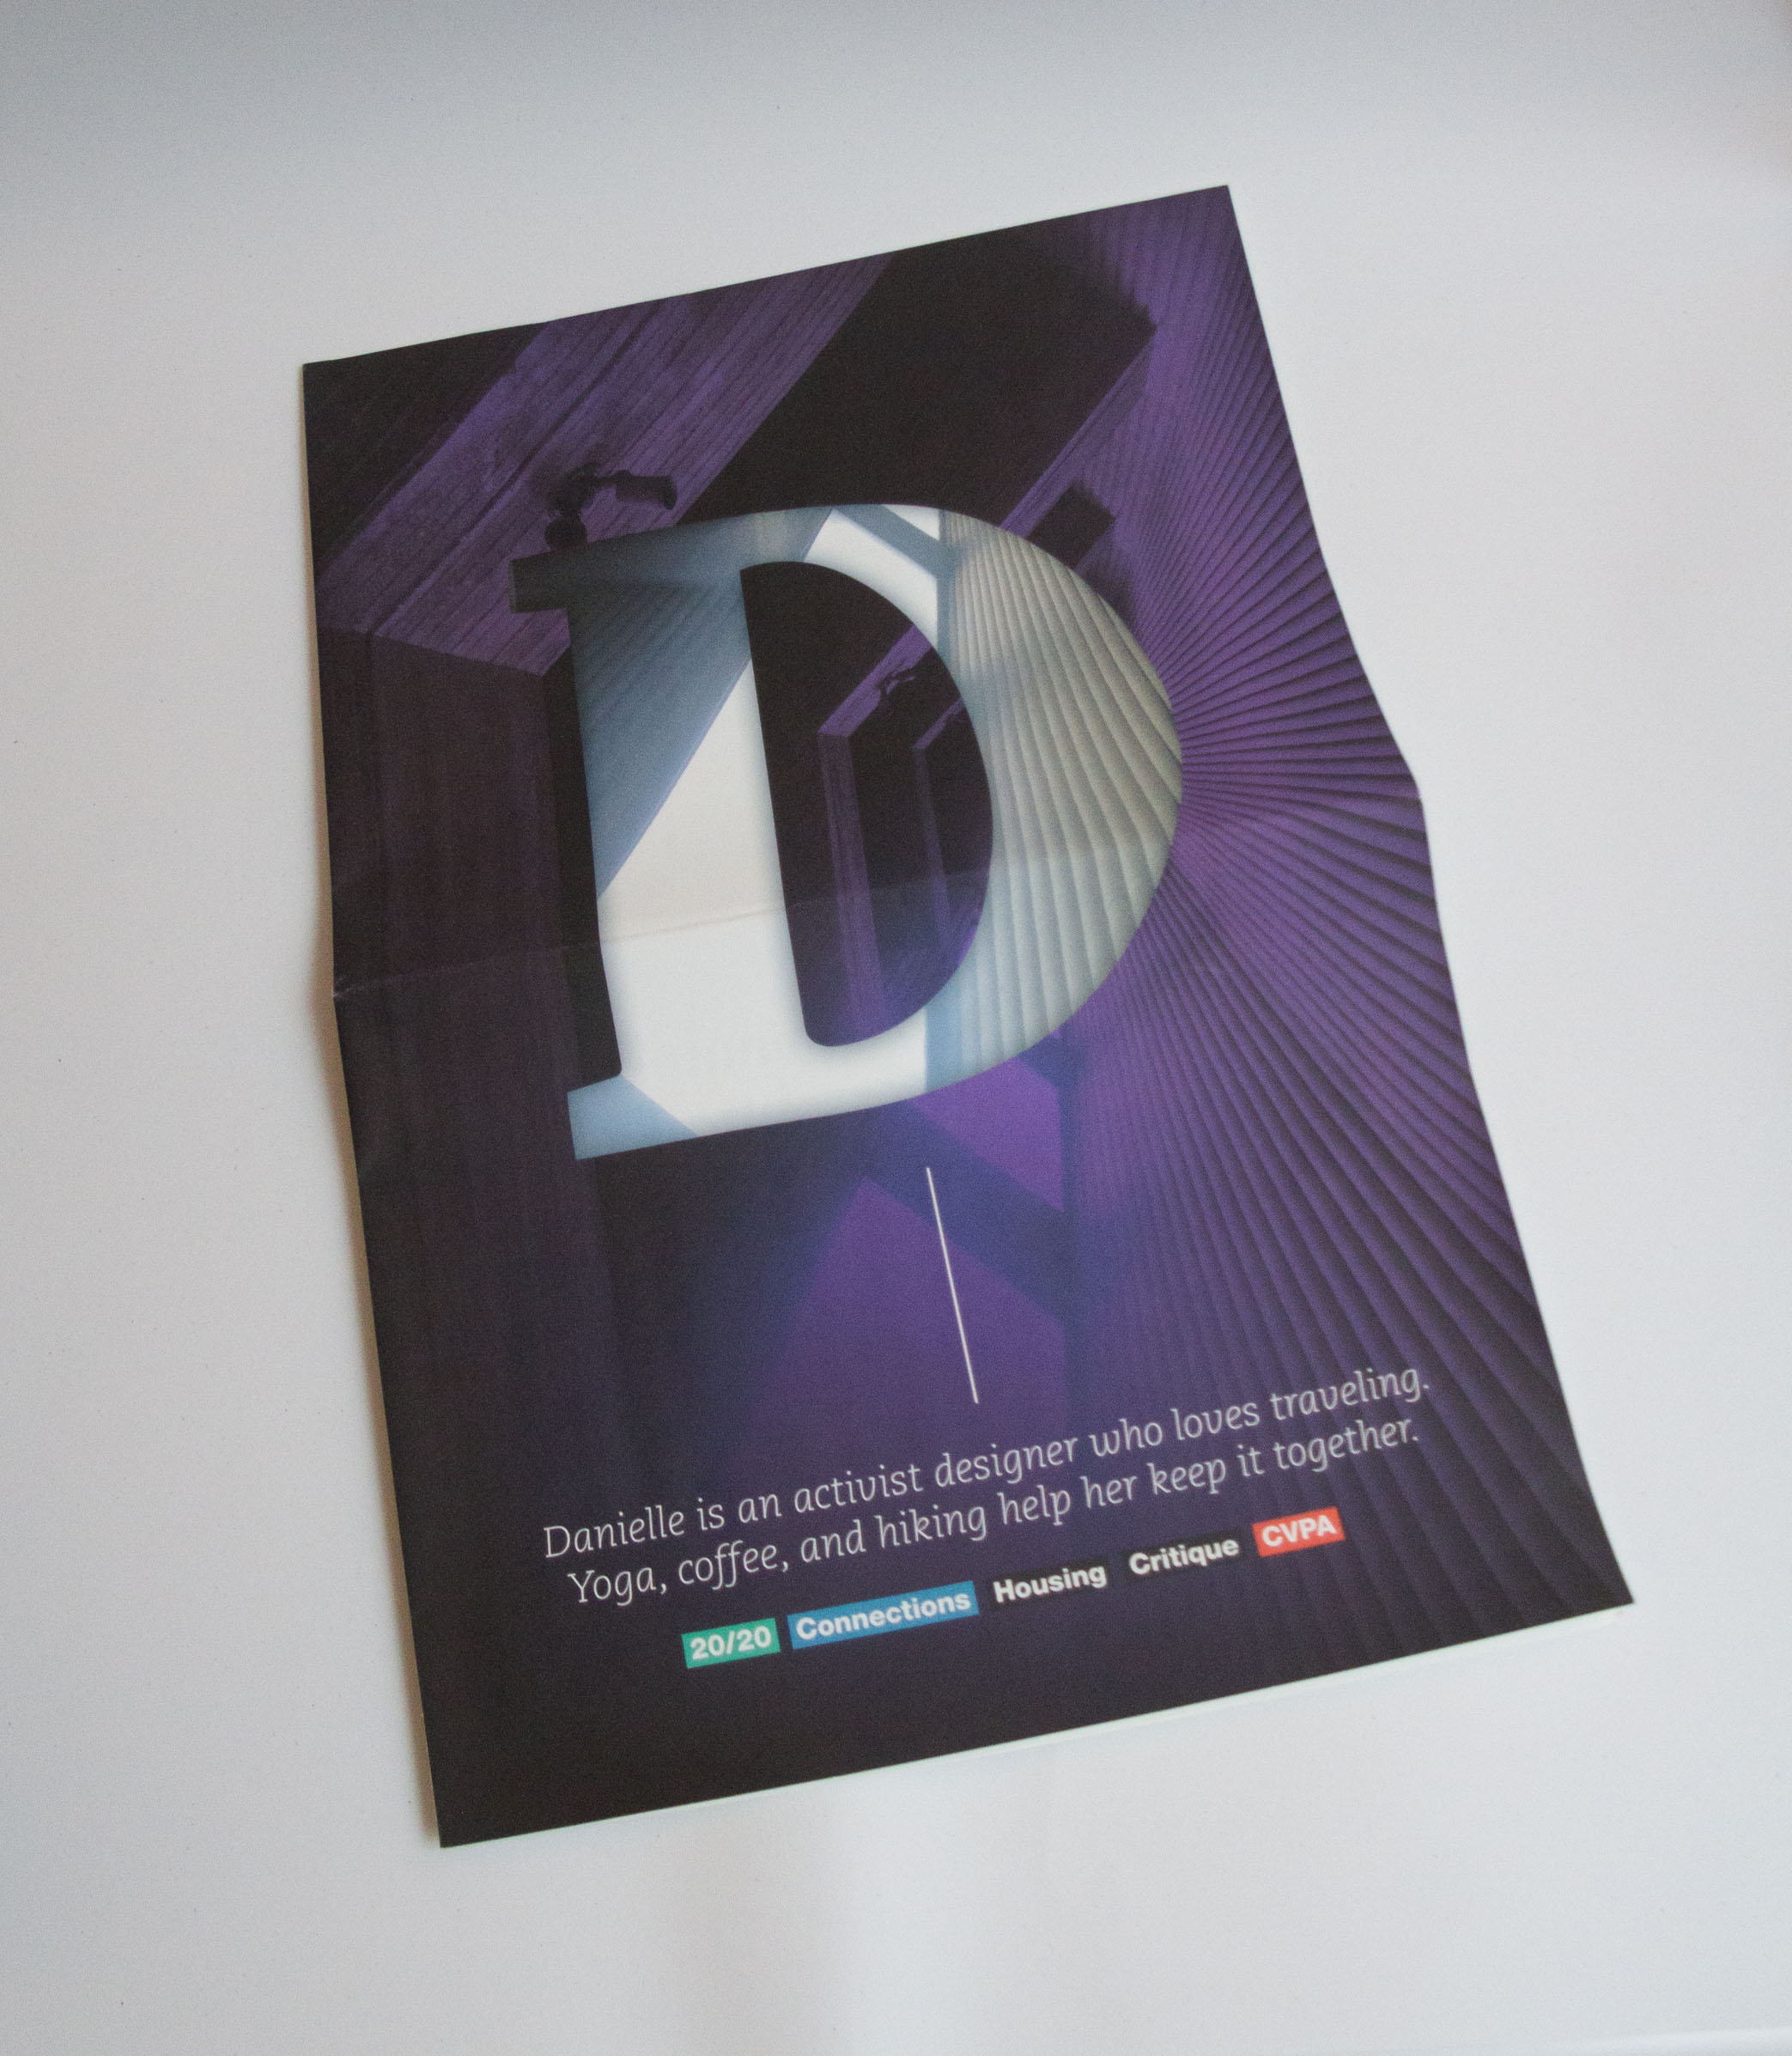 D
Danielle is an activist designer who loves traveling.
Yoga, coffee, and hiking help her keep it together.
20/20 Connections Housing Critique CVPA